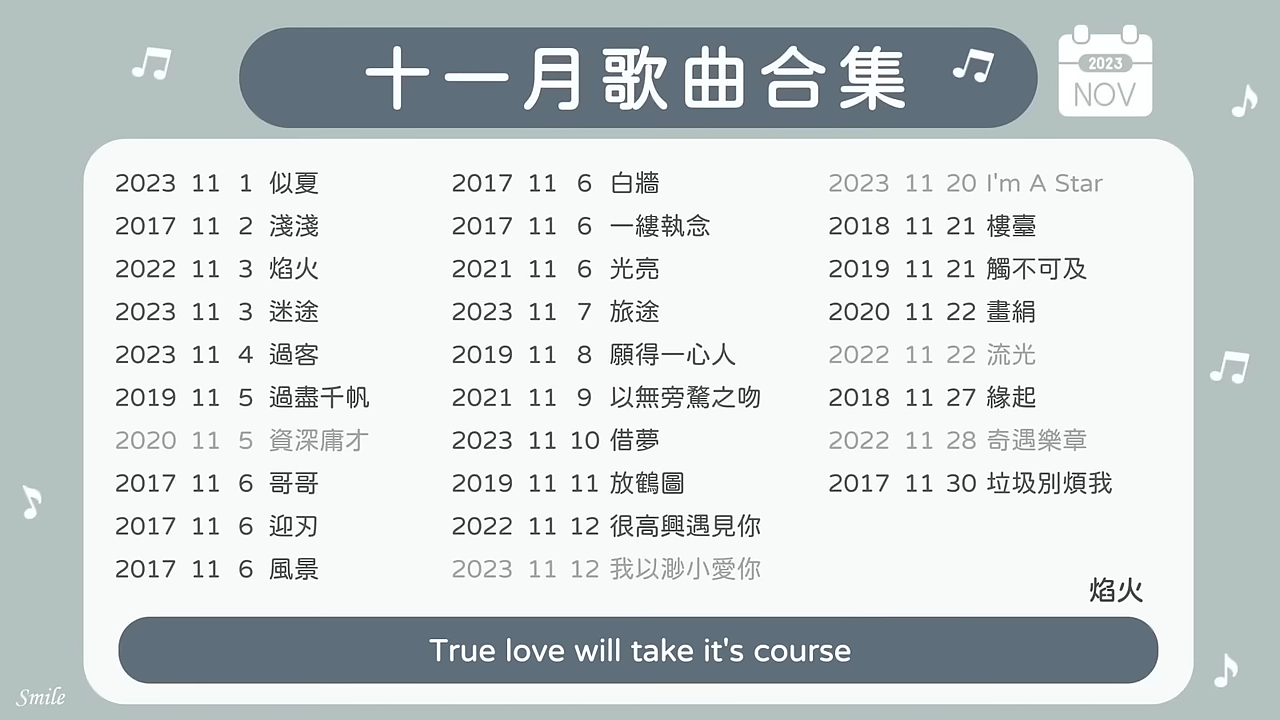 十一月歌曲合集
2023
NOV
2023 11 1 似夏
2017 11 2 淺淺
2022 11 3 焰火
2023 11 3 迷途
2023 11 4 過客
2019 11 5 過盡千帆
2020 11 5 資深庸才
2017 11 6 哥哥
2017 11 6 迎刃
2017 11 6 風景
2017 11 6 白牆
2017 11 6 一縷執念
2021 11 6 光亮
2023 11 7 旅途
2019 11 8 願得一心人
2021 11 9 以無旁騖之吻
2023 11 10 借夢
2019 11 11 放鶴圖
2022 11 12 很高興遇見你
2023 11 12 我以渺小愛你
2023 11 20 I'm A Star
2018 11 21 樓臺
2019 11 21 觸不可及
2020 11 22 畫絹
2022 11 22 流光
2018 11 27 緣起
2022 11 28 奇遇樂章
2017 11 30 垃圾別煩我
焰火
True love will take it's course
Smile